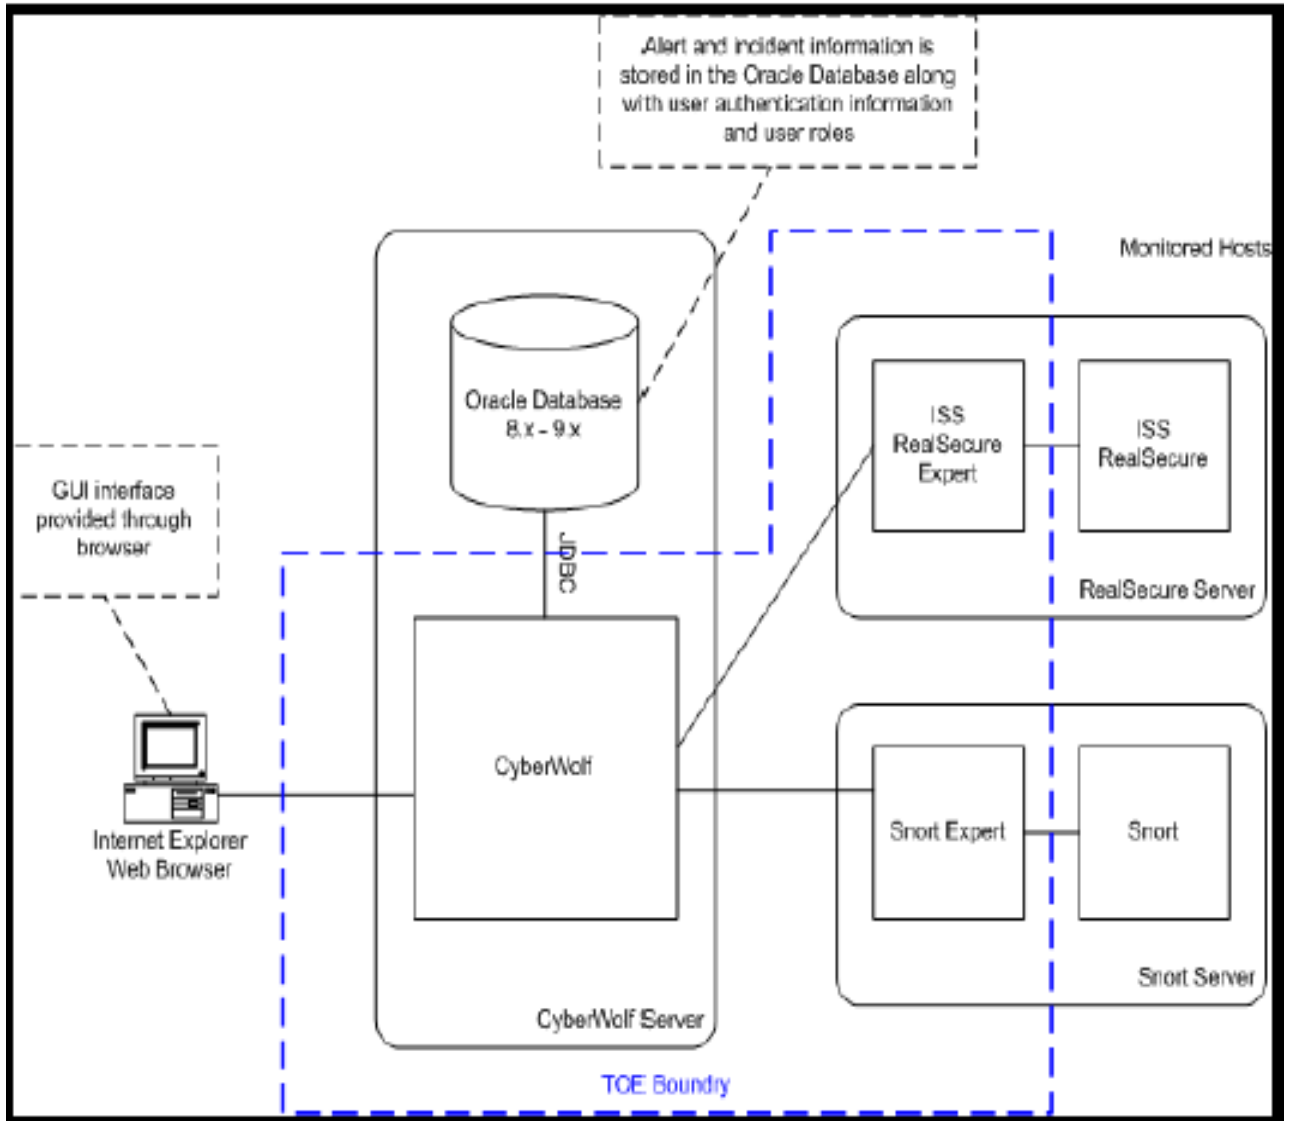 Alert and incident information is
stored in the Oracle Database along
with user authentication information
and user roles
Monitored Hosts
Oracle Database
8.x - 9.x
ISS
RealSecure
Expert
ISS
RealSecure
GUI interface
provided through
browser
JDBC
RealSecure Server
CyberWolf
Internet Explorer
Web Browser
Snort Expert
Snort
Snort Server
CyberWolf Server
TOE Boundry